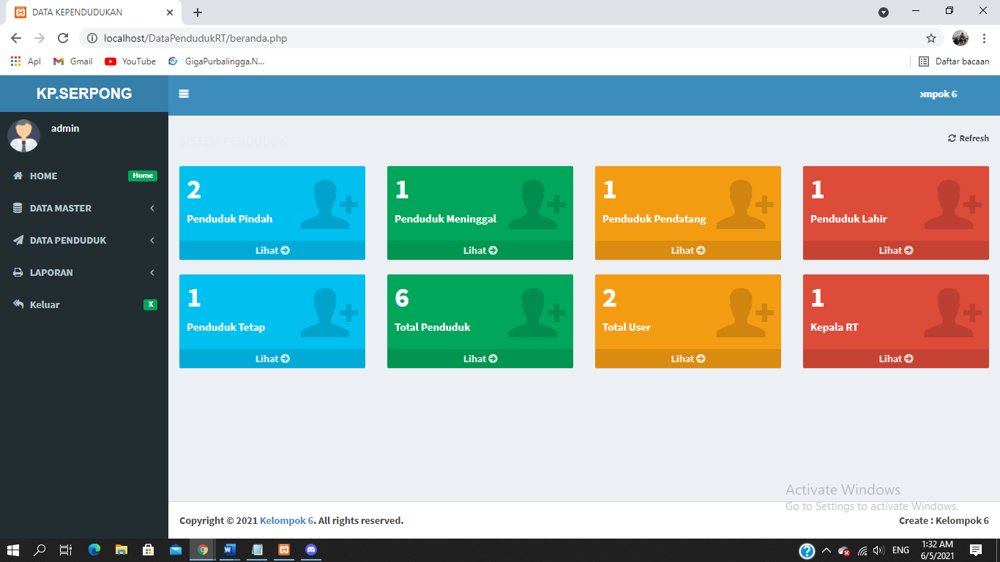 DATA KEPENDUDUKAN
localhost/DataPendudukRT/beranda.php
Apl Gmail YouTube GigaPurbalingga.N... Daftar bacaan
KP.SERPONG
ompok 6
admin
SISTEM PENDUDUK
Refresh
HOME Home
DATA MASTER
DATA PENDUDUK
LAPORAN
Keluar X
2
Penduduk Pindah
Lihat
1
Penduduk Meninggal
Lihat
1
Penduduk Pendatang
Lihat
1
Penduduk Lahir
Lihat
1
Penduduk Tetap
Lihat
6
Total Penduduk
Lihat
2
Total User
Lihat
1
Kepala RT
Lihat
Activate Windows
Go to Settings to activate Windows.
Copyright © 2021 Kelompok 6. All rights reserved.
Create : Kelompok 6
ENG
1:32 AM
6/5/2021